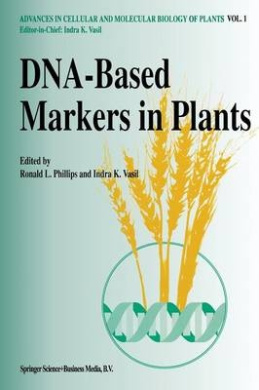 ADVANCES IN CELLULAR AND MOLECULAR BIOLOGY OF PLANTS VOL. 1
Editor-in-Chief: Indra K. Vasil
DNA-Based
Markers in Plants
Edited by
Ronald L. Phillips and Indra K. Vasil
Springer Science+Business Media, B.V.